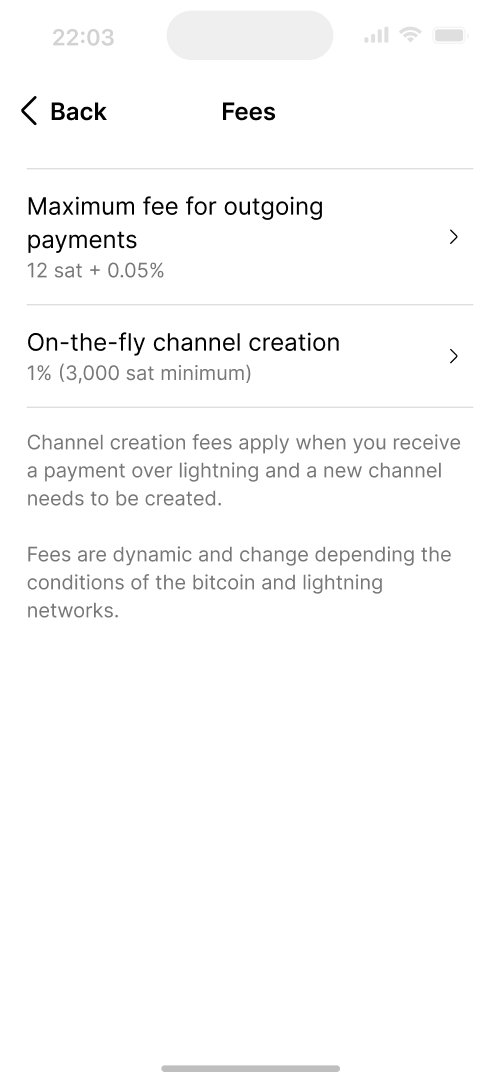 22:03
Back
Fees
Maximum fee for outgoing
payments
12 sat + 0.05%
On-the-fly channel creation
1% (3,000 sat minimum)
Channel creation fees apply when you receive
a payment over lightning and a new channel
needs to be created.
Fees are dynamic and change depending the
conditions of the bitcoin and lightning
networks.